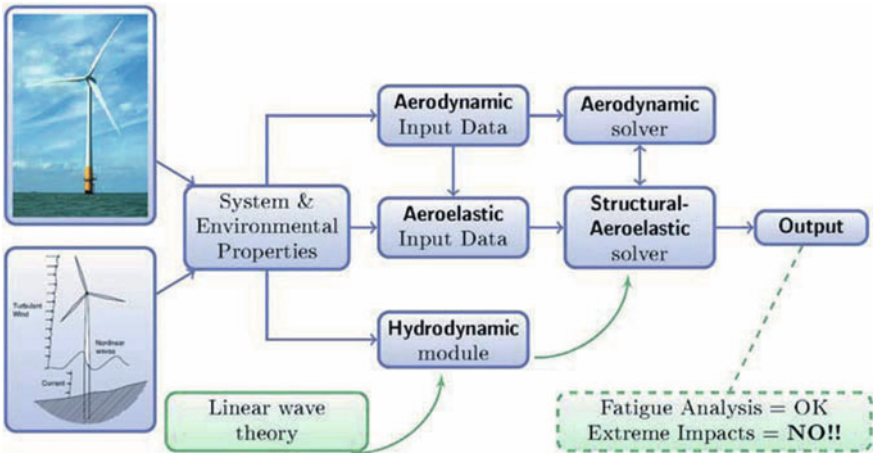 Aerodynamic
Input Data
Aerodynamic
solver
System &
Environmental
Properties
Aeroelastic
Input Data
Structural-
Aeroelastic
solver
Output
Turbulent
Wind
Nonlinear
waves
Current
Hydrodynamic
module
Linear wave
theory
Fatigue Analysis = OK
Extreme Impacts = NO!!